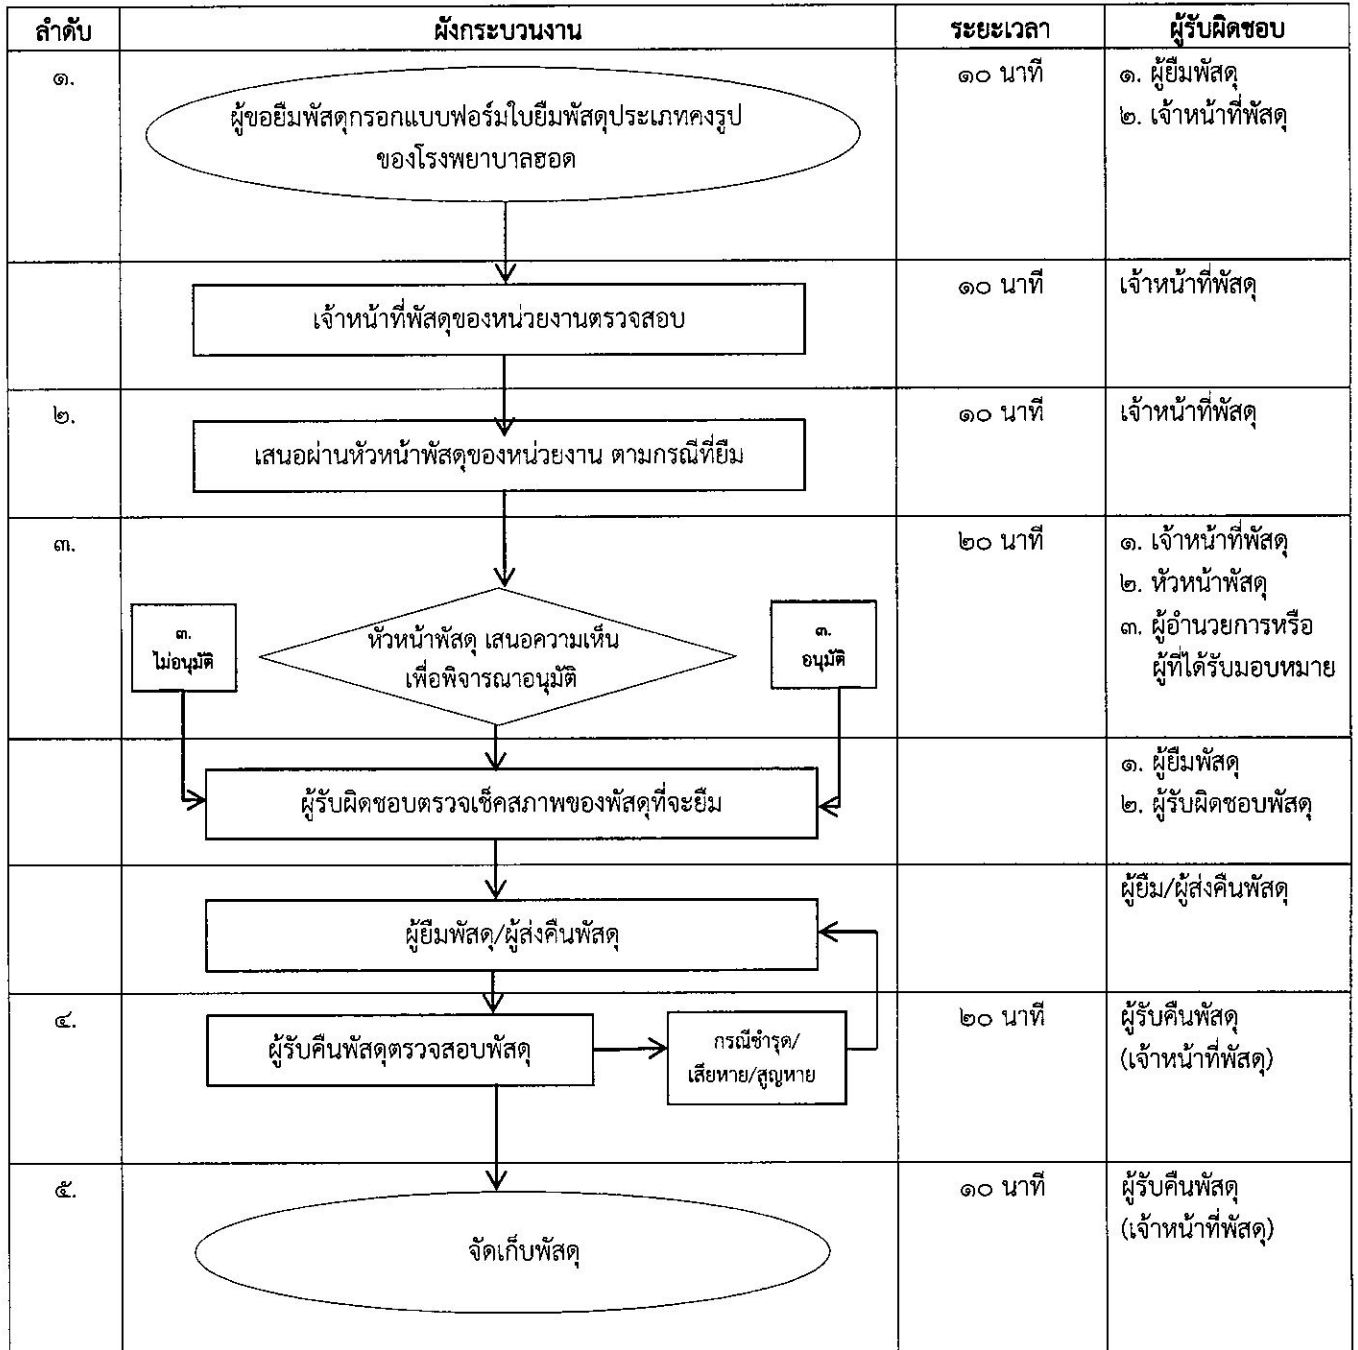 ลำดับ ผังกระบวนงาน ระยะเวลา ผู้รับผิดชอบ
๑. ๑๐ นาที ๑. ผู้ยืมพัสดุ
๒. เจ้าหน้าที่พัสดุ
ผู้ขอยืมพัสดุกรอกแบบฟอร์มใบยืมพัสดุประเภทคงรูป
ของโรงพยาบาลฮอด
๑๐ นาที เจ้าหน้าที่พัสดุ
เจ้าหน้าที่พัสดุของหน่วยงานตรวจสอบ
๒. ๑๐ นาที เจ้าหน้าที่พัสดุ
เสนอผ่านหัวหน้าพัสดุของหน่วยงาน ตามกรณีที่ยืม
๓. ๒๐ นาที ๑. เจ้าหน้าที่พัสดุ
๒. หัวหน้าพัสดุ
๓. ผู้อำนวยการหรือ
ผู้ที่ได้รับมอบหมาย
๓.
ไม่อนุมัติ
หัวหน้าพัสดุ เสนอความเห็น
เพื่อพิจารณาอนุมัติ
๓.
อนุมัติ
๑. ผู้ยืมพัสดุ
๒. ผู้รับผิดชอบพัสดุ
ผู้รับผิดชอบตรวจเช็คสภาพของพัสดุที่จะยืม
ผู้ยืม/ผู้ส่งคืนพัสดุ
ผู้ยืมพัสดุ/ผู้ส่งคืนพัสดุ
๔. ๒๐ นาที ผู้รับคืนพัสดุ
(เจ้าหน้าที่พัสดุ)
ผู้รับคืนพัสดุตรวจสอบพัสดุ
กรณีชำรุด/
เสียหาย/สูญหาย
๕. ๑๐ นาที ผู้รับคืนพัสดุ
(เจ้าหน้าที่พัสดุ)
จัดเก็บพัสดุ